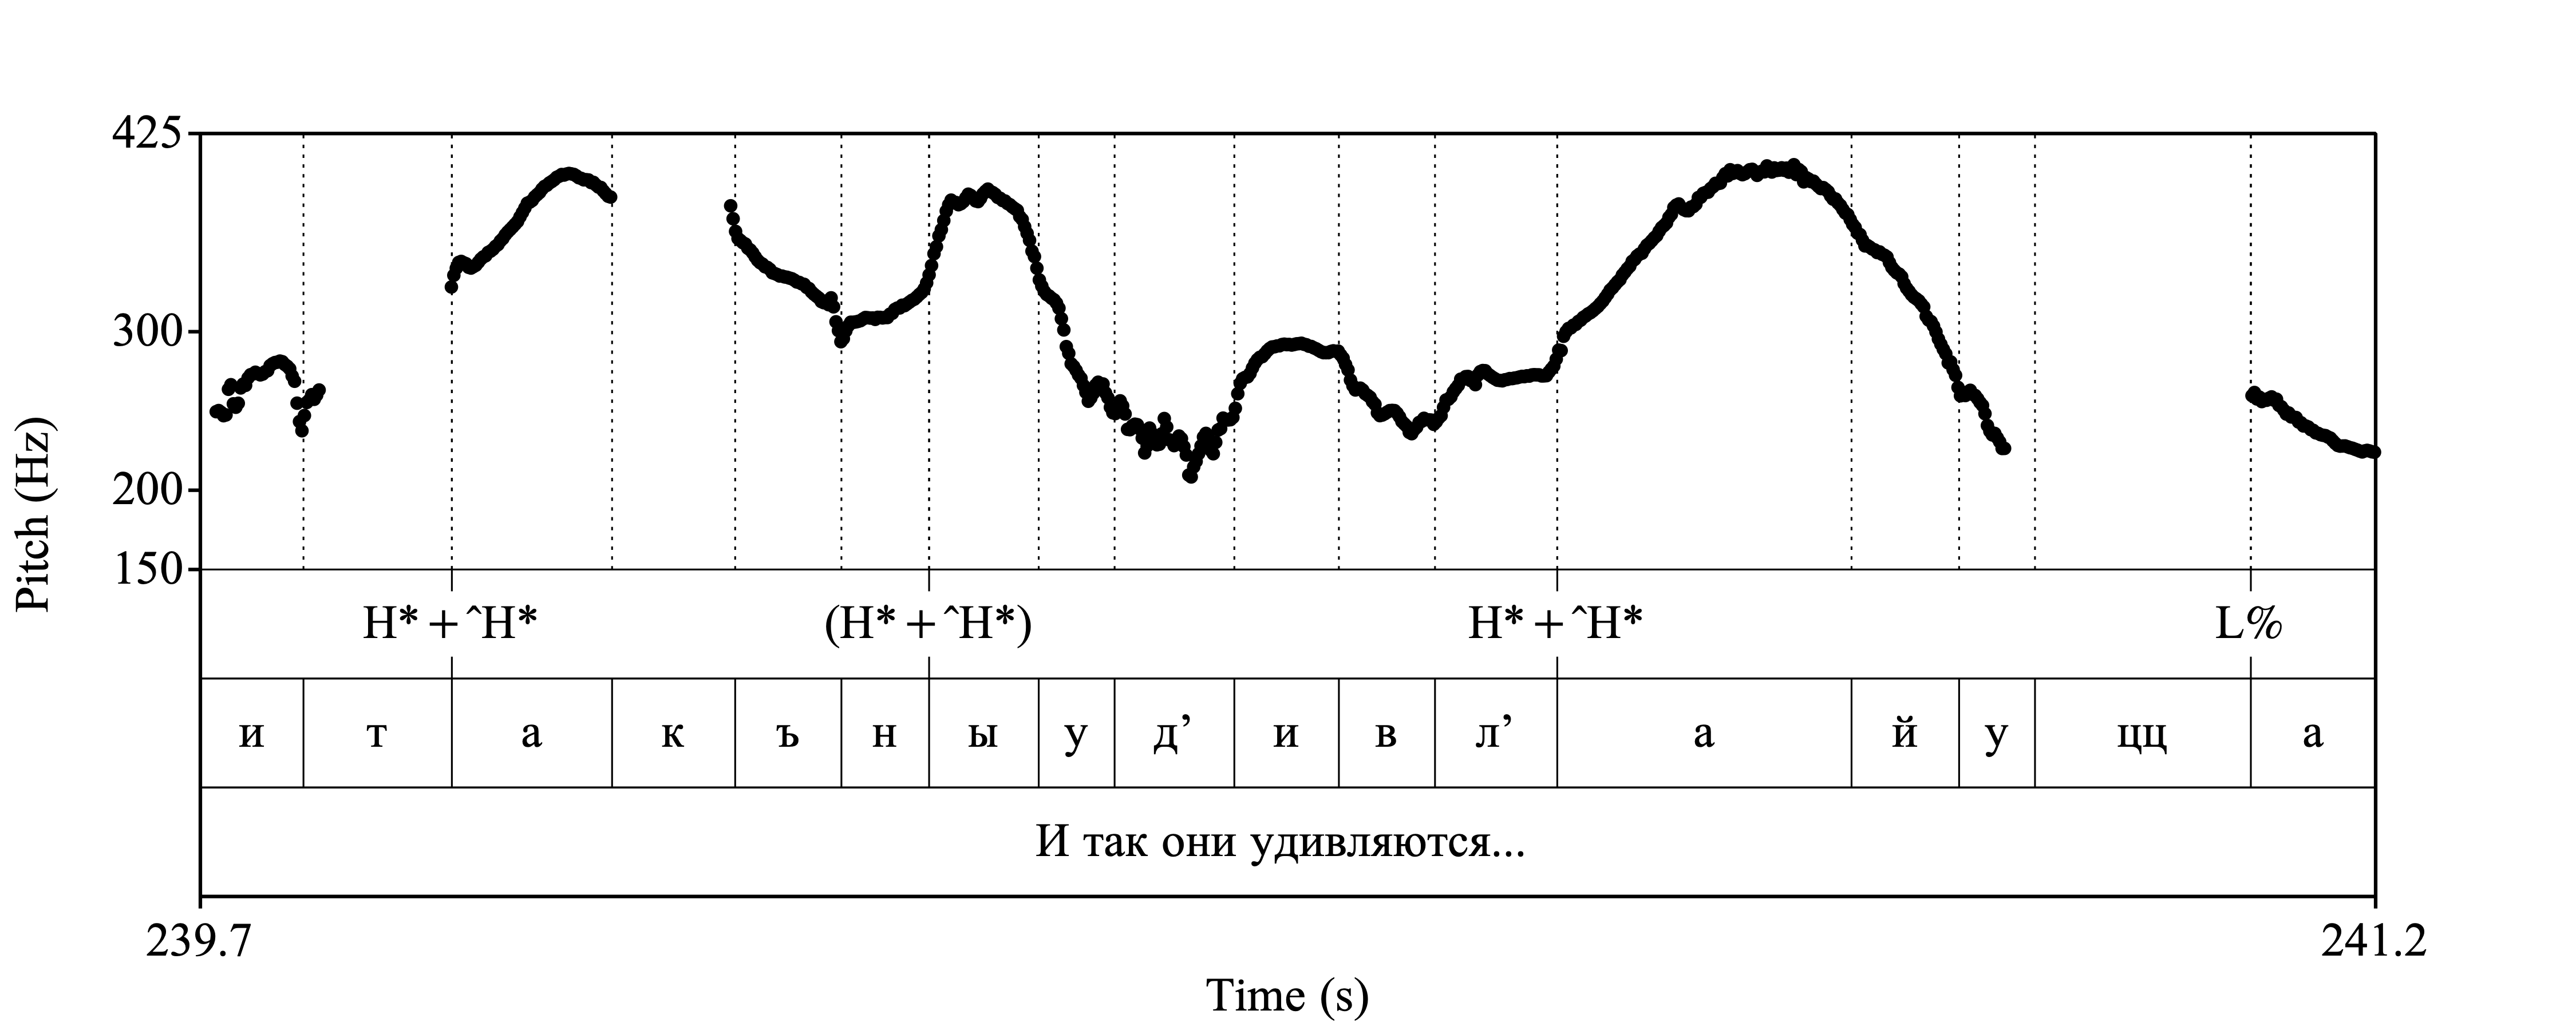 425
300
200
150
Pitch (Hz)
H* + ^H* (H* + ^H*) H* + ^H* L%
и т а к ъ н ы у д’ и в л’ а й у цц а
И так они удивляются...
239.7 241.2
Time (s)